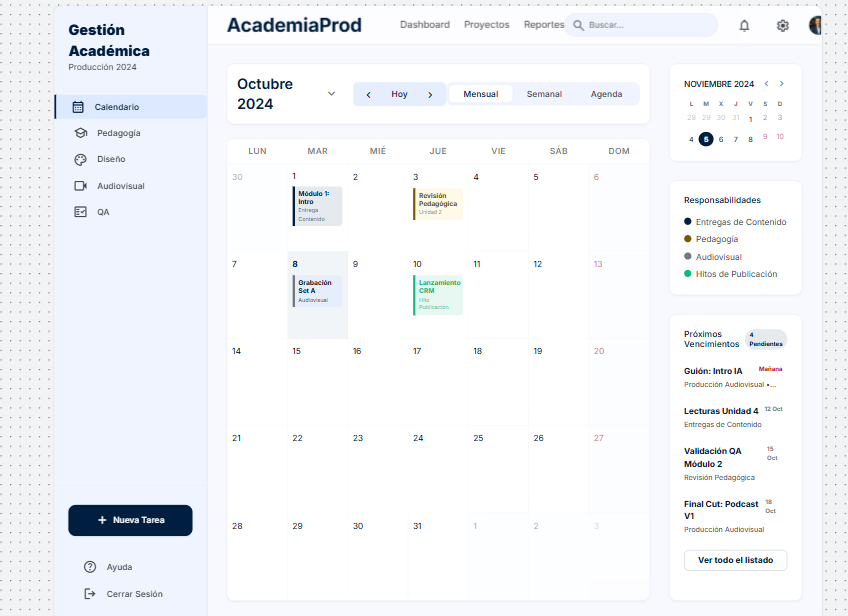 Gestión
Académica
Producción 2024
Calendario
Pedagogía
Diseño
Audiovisual
QA
+ Nueva Tarea
Ayuda
Cerrar Sesión
AcademiaProd
Dashboard Proyectos Reportes Buscar...
Octubre
2024
Hoy
Mensual Semanal Agenda
LUN MAR MIÉ JUE VIE SÁB DOM
30 1 2 3 4 5 6
Módulo 1:
Intro
Entrega
Contenido
Revisión
Pedagógica
Unidad 2
7 8 9 10 11 12 13
Grabación
Set A
Audiovisual
Lanzamiento
CRM
Hito
Publicación
14 15 16 17 18 19 20
21 22 23 24 25 26 27
28 29 30 31 1 2 3
NOVIEMBRE 2024
L M X J V S D
28 29 30 31 1 2 3
4 5 6 7 8 9 10
Responsabilidades
Entregas de Contenido
Pedagogía
Audiovisual
Hitos de Publicación
Próximos
Vencimientos
4
Pendientes
Guión: Intro IA Mañana
Producción Audiovisual •...
Lecturas Unidad 4 12 Oct
Entregas de Contenido
Validación QA
Módulo 2
15
Oct
Revisión Pedagógica
Final Cut: Podcast
V1
18
Oct
Producción Audiovisual
Ver todo el listado